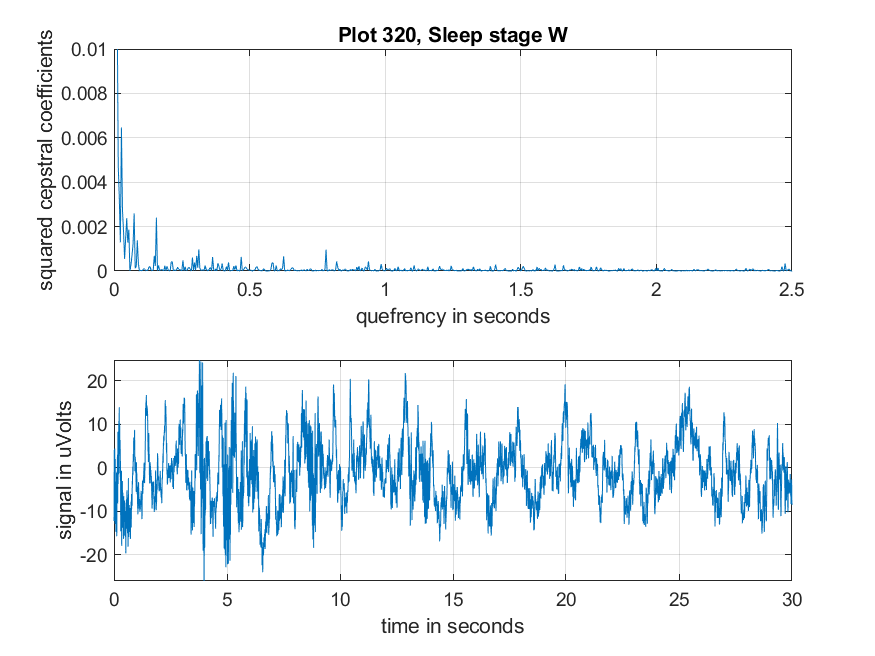 Plot 320, Sleep stage W
squared cepstral coefficients
0.01
0.008
0.006
0.004
0.002
0
0 0.5 1 1.5 2 2.5
quefrency in seconds
signal in uVolts
20
10
0
-10
-20
0 5 10 15 20 25 30
time in seconds